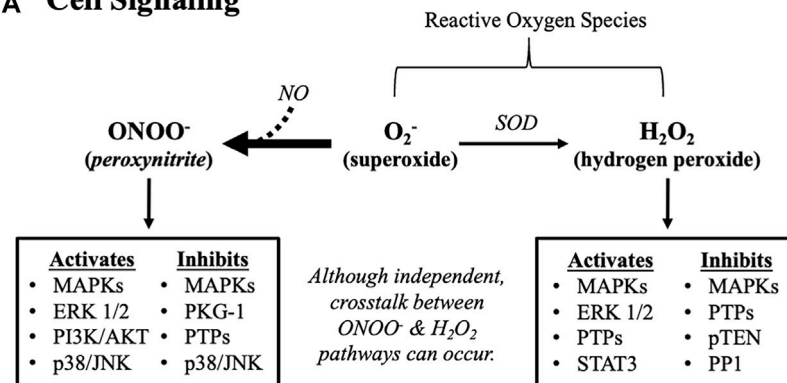 A Cell Signaling
Reactive Oxygen Species
NO
ONOO⁻
(peroxynitrite)
O₂⁻
(superoxide)
SOD
H₂O₂
(hydrogen peroxide)
Activates
• MAPKs
• ERK 1/2
• PI3K/AKT
• p38/JNK
Inhibits
• MAPKs
• PKG-1
• PTPs
• p38/JNK
Although independent,
crosstalk between
ONOO⁻ & H₂O₂
pathways can occur.
Activates
• MAPKs
• ERK 1/2
• PTPs
• STAT3
Inhibits
• MAPKs
• PTPs
• pTEN
• PP1